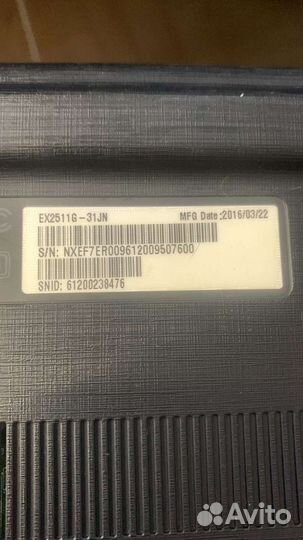 EX2511G-31JN MFG Date:2016/03/22
S/N: NXEF7ER009612009507600
SNID: 61200238476
Avito